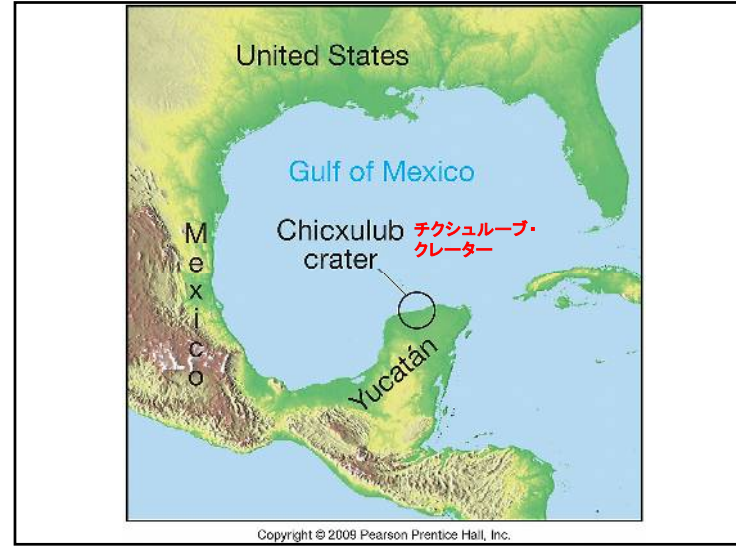 United States
Gulf of Mexico
Chicxulub
crater
チクシュルーブ・
クレーター
Mexico
Yucatán
Copyright © 2009 Pearson Prentice Hall, Inc.